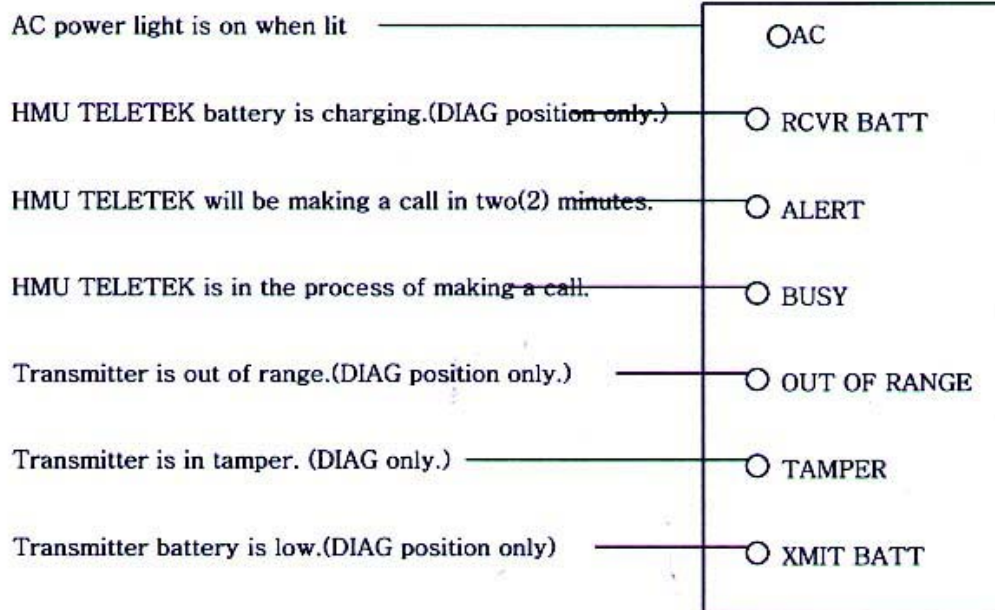 AC power light is on when lit
AC
HMU TELETEK battery is charging.(DIAG position only.)
RCVR BATT
HMU TELETEK will be making a call in two(2) minutes.
ALERT
HMU TELETEK is in the process of making a call.
BUSY
Transmitter is out of range.(DIAG position only.)
OUT OF RANGE
Transmitter is in tamper. (DIAG only.)
TAMPER
Transmitter battery is low.(DIAG position only)
XMIT BATT